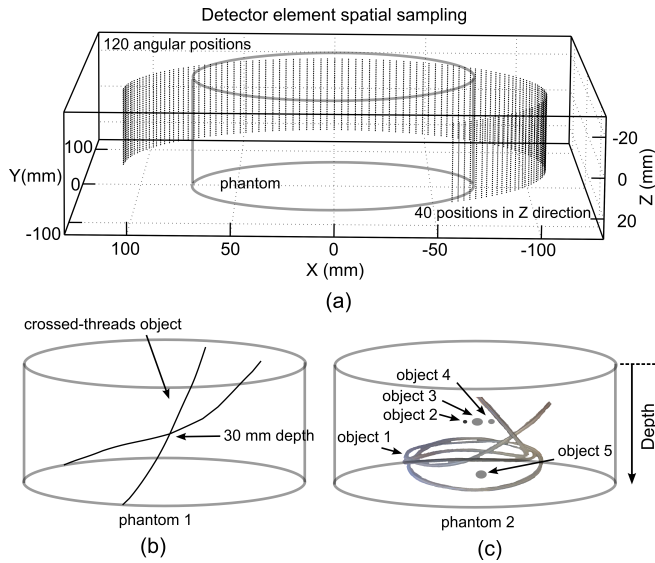 Detector element spatial sampling
120 angular positions
phantom
40 positions in Z direction
100
0
-100
Y(mm)
100
50
0
-50
-100
X (mm)
-20
0
20
Z (mm)
(a)
crossed-threads object
30 mm depth
phantom 1
(b)
object 4
object 3
object 2
object 1
object 5
Depth
phantom 2
(c)